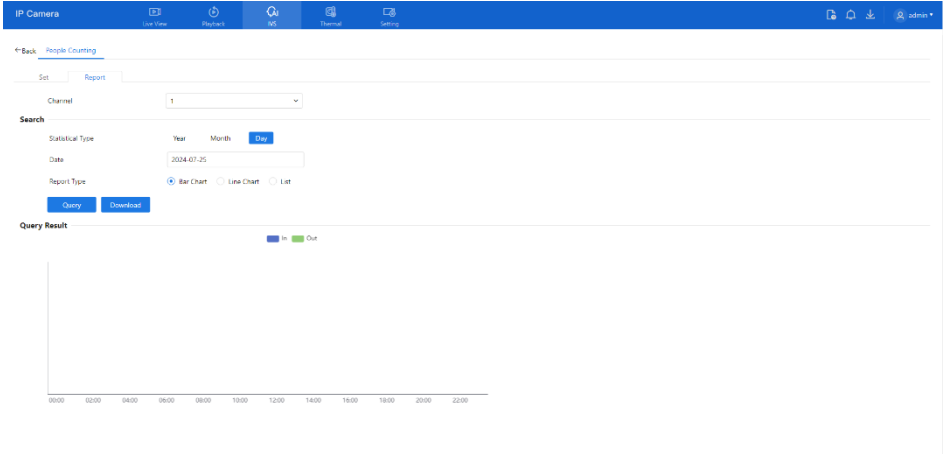 IP Camera
Live View Playback IVS Thermal Setting admin
Back People Counting
Set Report
Channel 1
Search
Statistical Type Year Month Day
Date 2024-07-25
Report Type Bar Chart Line Chart List
Query Download
Query Result
In Out
00:00 02:00 04:00 06:00 08:00 10:00 12:00 14:00 16:00 18:00 20:00 22:00